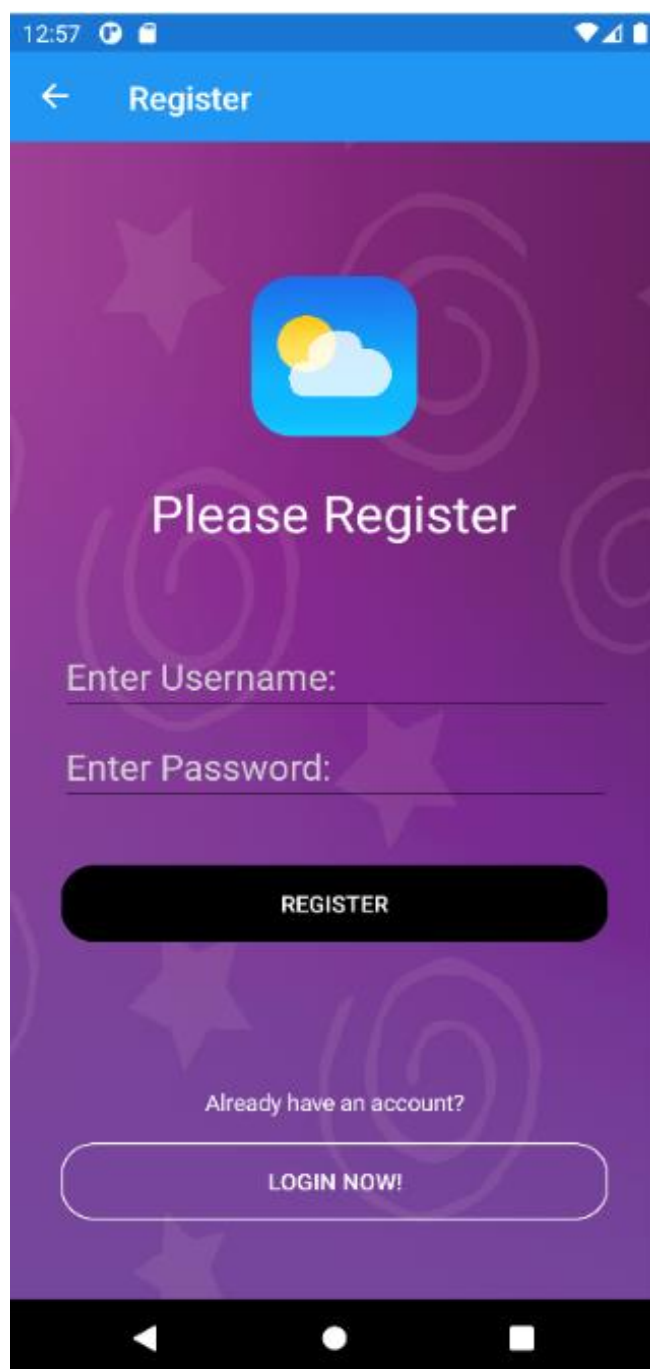 12:57
Register
Please Register
Enter Username:
Enter Password:
REGISTER
Already have an account?
LOGIN NOW!